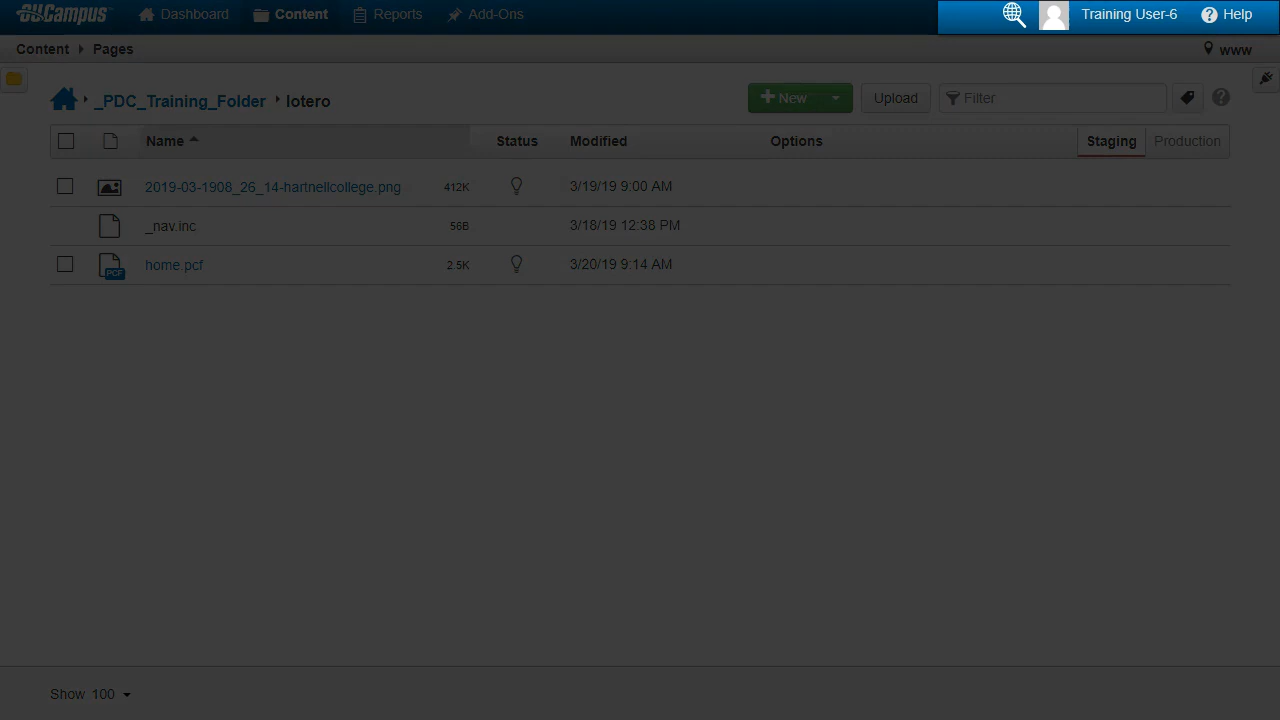 OUCampus Dashboard Content Reports Add-Ons Training User-6 Help
Content Pages www
_PDC_Training_Folder lotero New Upload Filter
Name Status Modified Options Staging Production
2019-03-1908_26_14-hartnellcollege.png 412K 3/19/19 9:00 AM
_nav.inc 56B 3/18/19 12:38 PM
home.pcf 2.5K 3/20/19 9:14 AM
PCF
Show 100